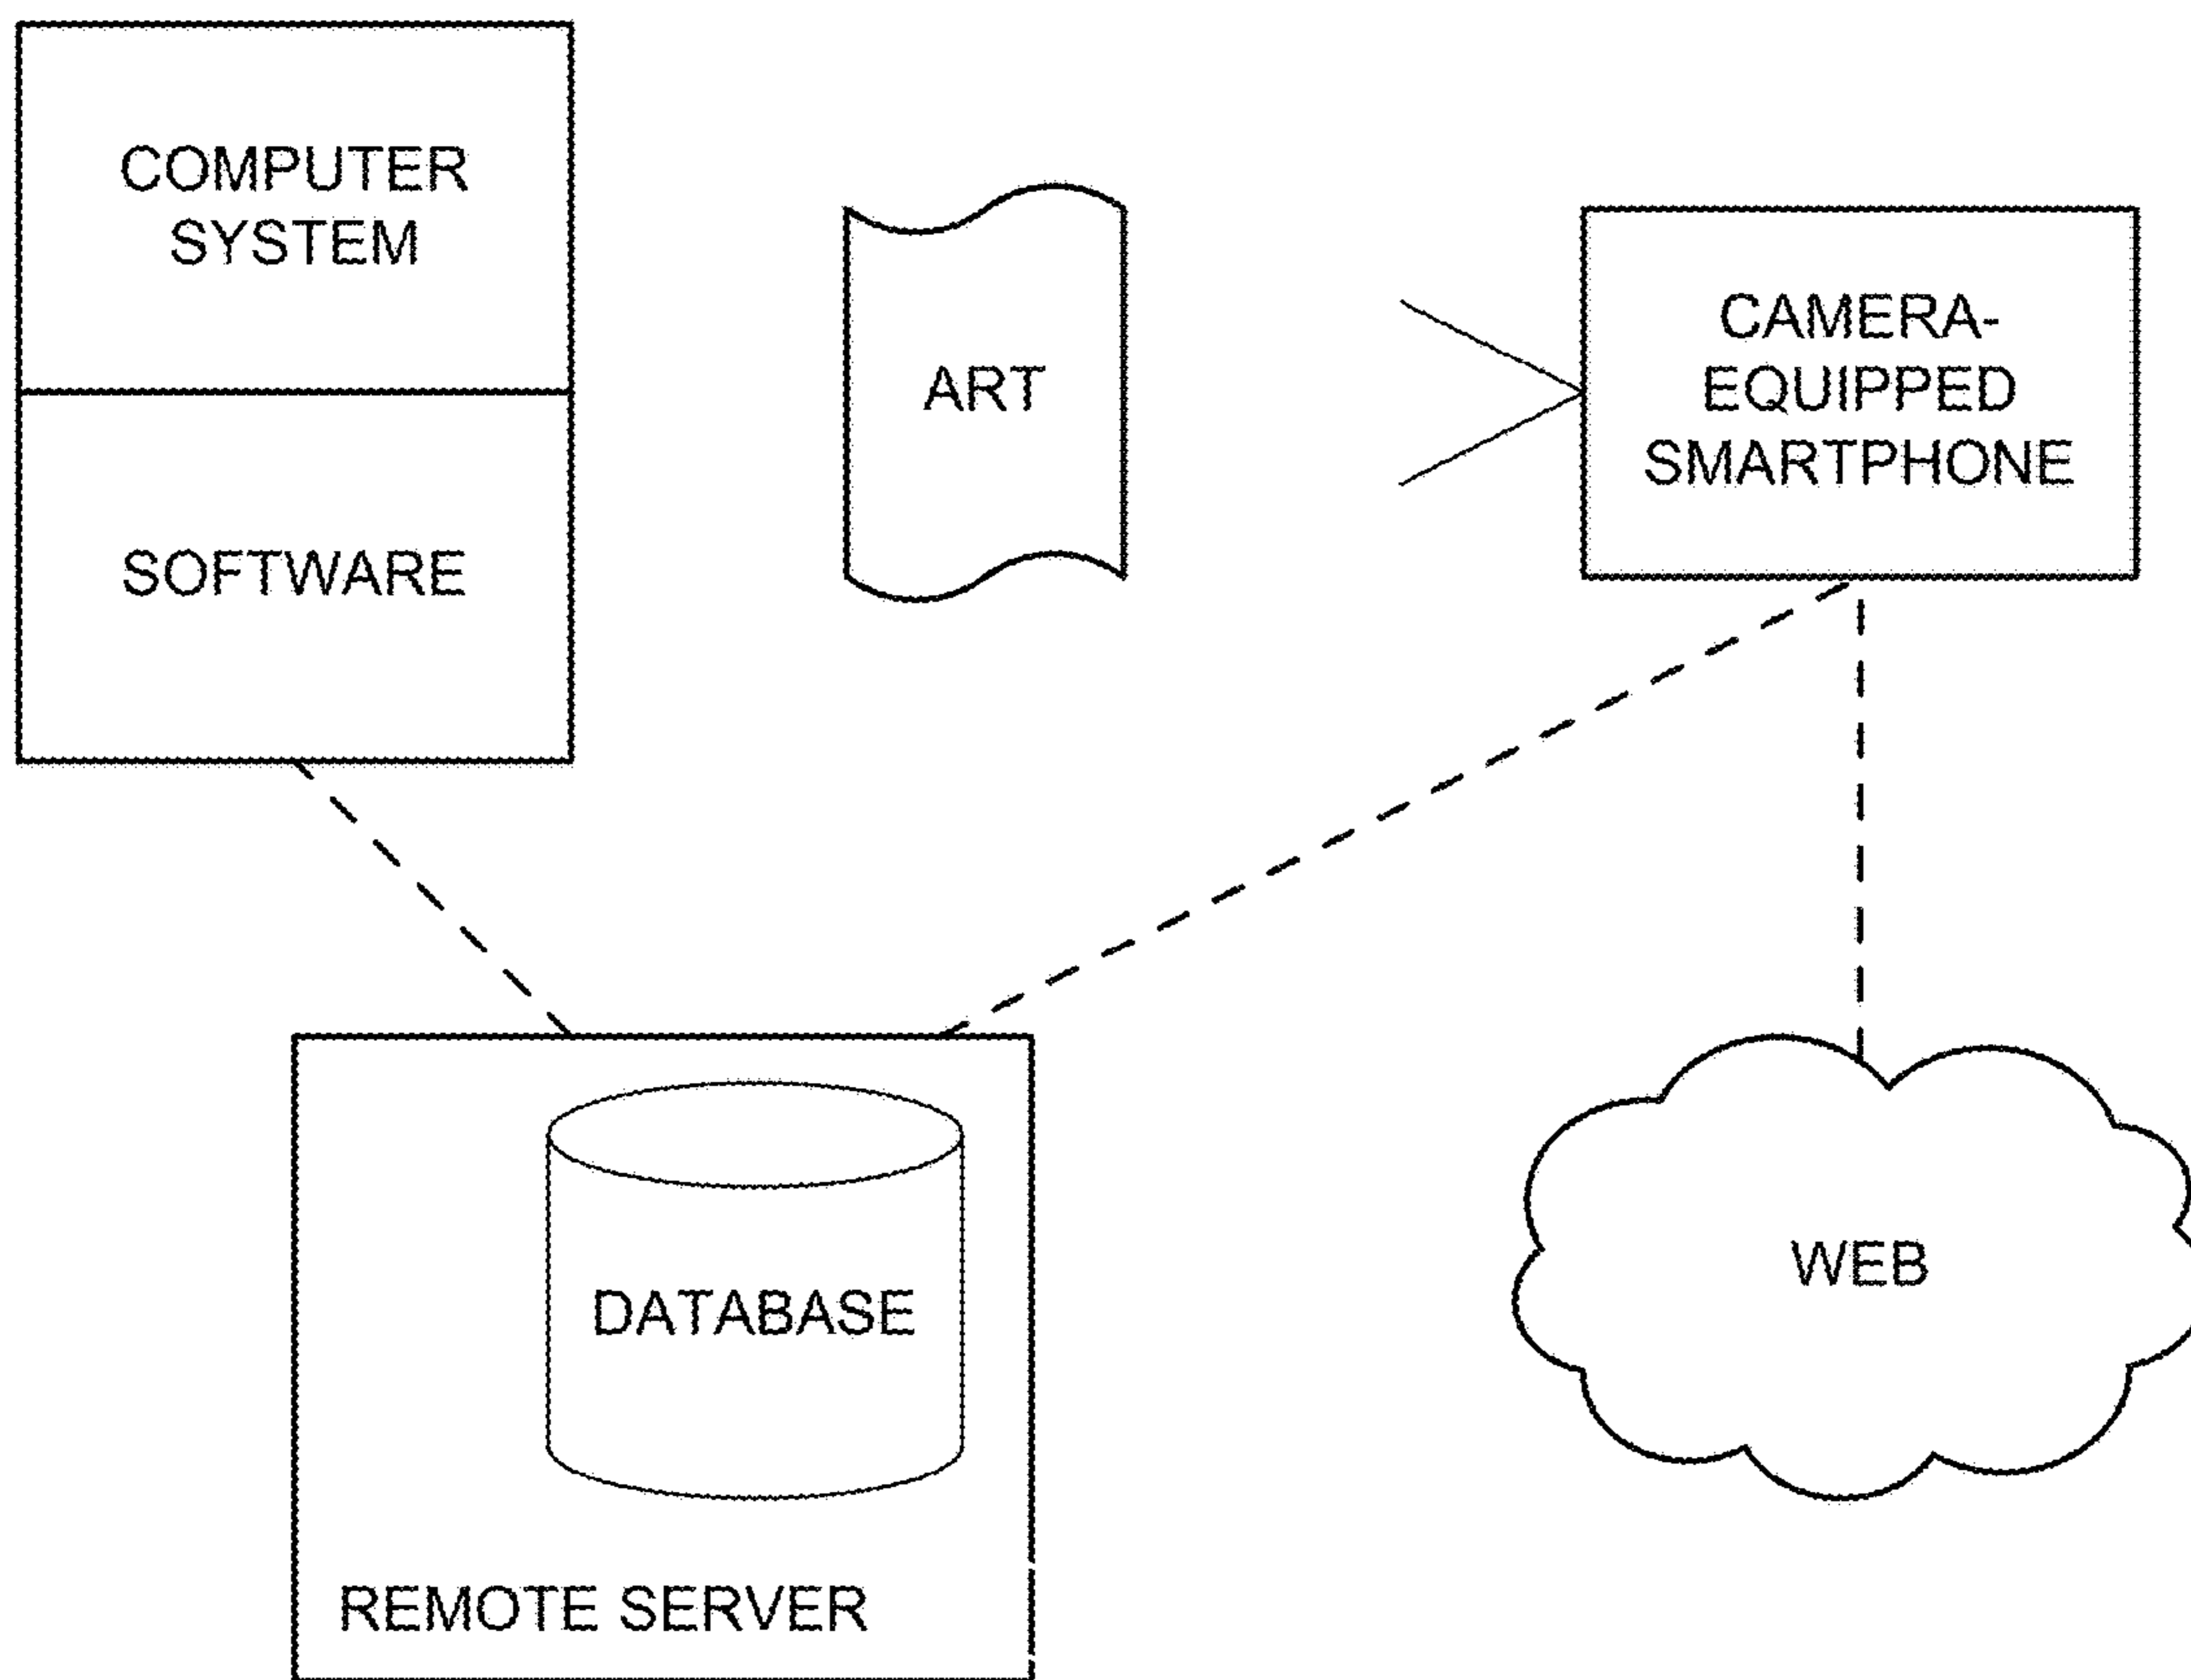 COMPUTER
SYSTEM
SOFTWARE
ART
CAMERA-
EQUIPPED
SMARTPHONE
DATABASE
REMOTE SERVER
WEB